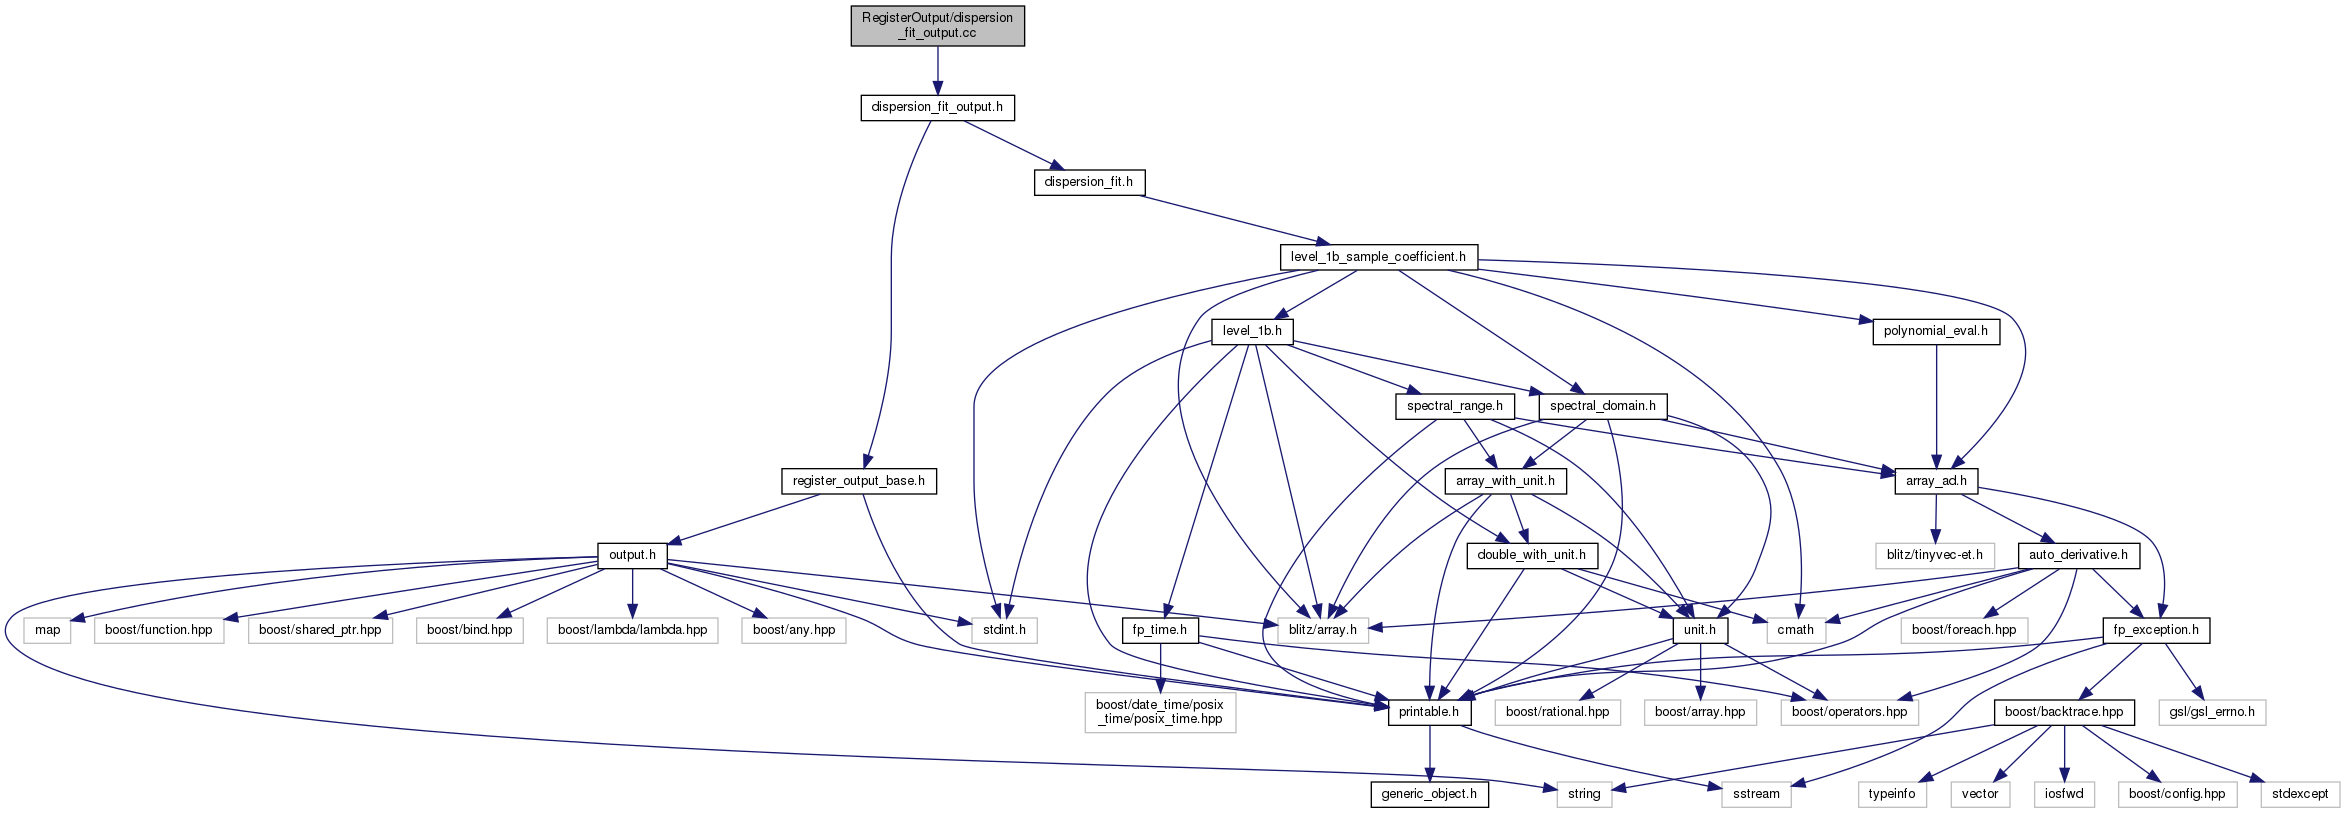 RegisterOutput/dispersion
_fit_output.cc
dispersion_fit_output.h
dispersion_fit.h
level_1b_sample_coefficient.h
level_1b.h
polynomial_eval.h
spectral_range.h
spectral_domain.h
register_output_base.h
array_with_unit.h
array_ad.h
output.h
double_with_unit.h
blitz/tinyvec-et.h
auto_derivative.h
map
boost/function.hpp
boost/shared_ptr.hpp
boost/bind.hpp
boost/lambda/lambda.hpp
boost/any.hpp
stdint.h
fp_time.h
blitz/array.h
unit.h
cmath
boost/foreach.hpp
fp_exception.h
boost/date_time/posix
_time/posix_time.hpp
printable.h
boost/rational.hpp
boost/array.hpp
boost/operators.hpp
boost/backtrace.hpp
gsl/gsl_errno.h
generic_object.h
string
sstream
typeinfo
vector
iosfwd
boost/config.hpp
stdexcept